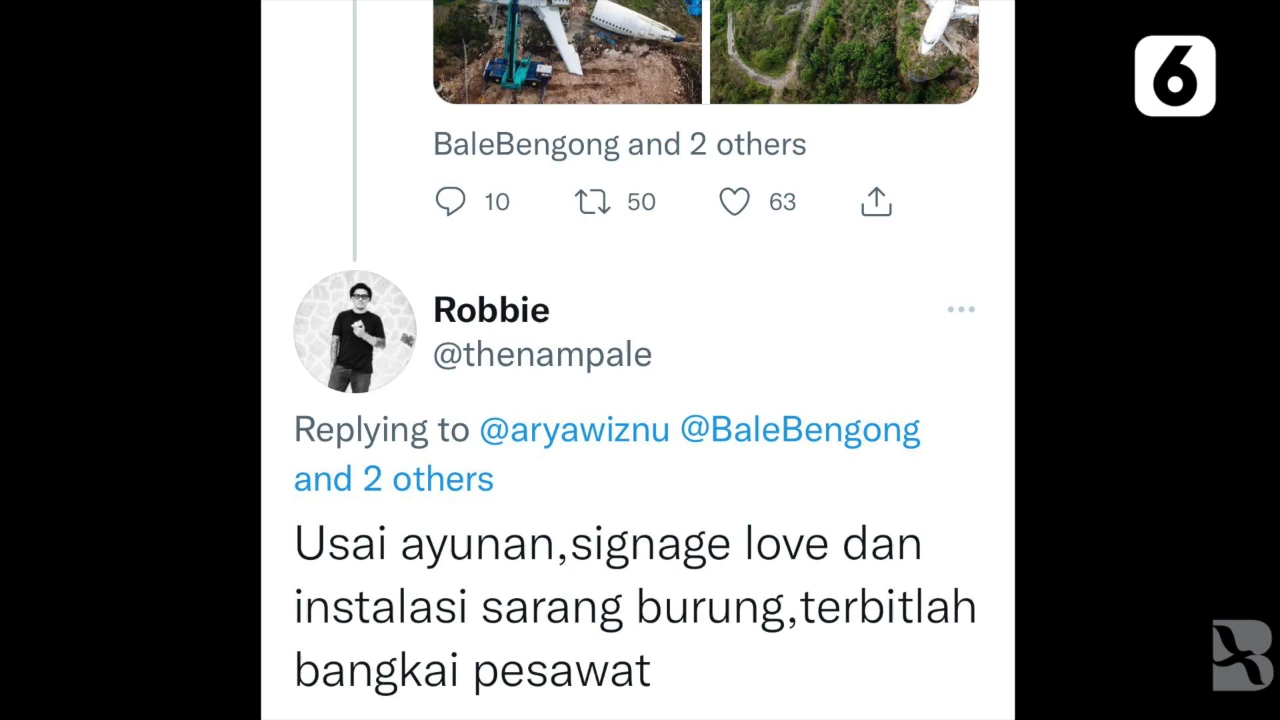 6
BaleBengong and 2 others
10 50 63
Robbie
@thenampale
Replying to @aryawiznu @BaleBengong
and 2 others
Usai ayunan,signage love dan
instalasi sarang burung,terbitlah
bangkai pesawat
B